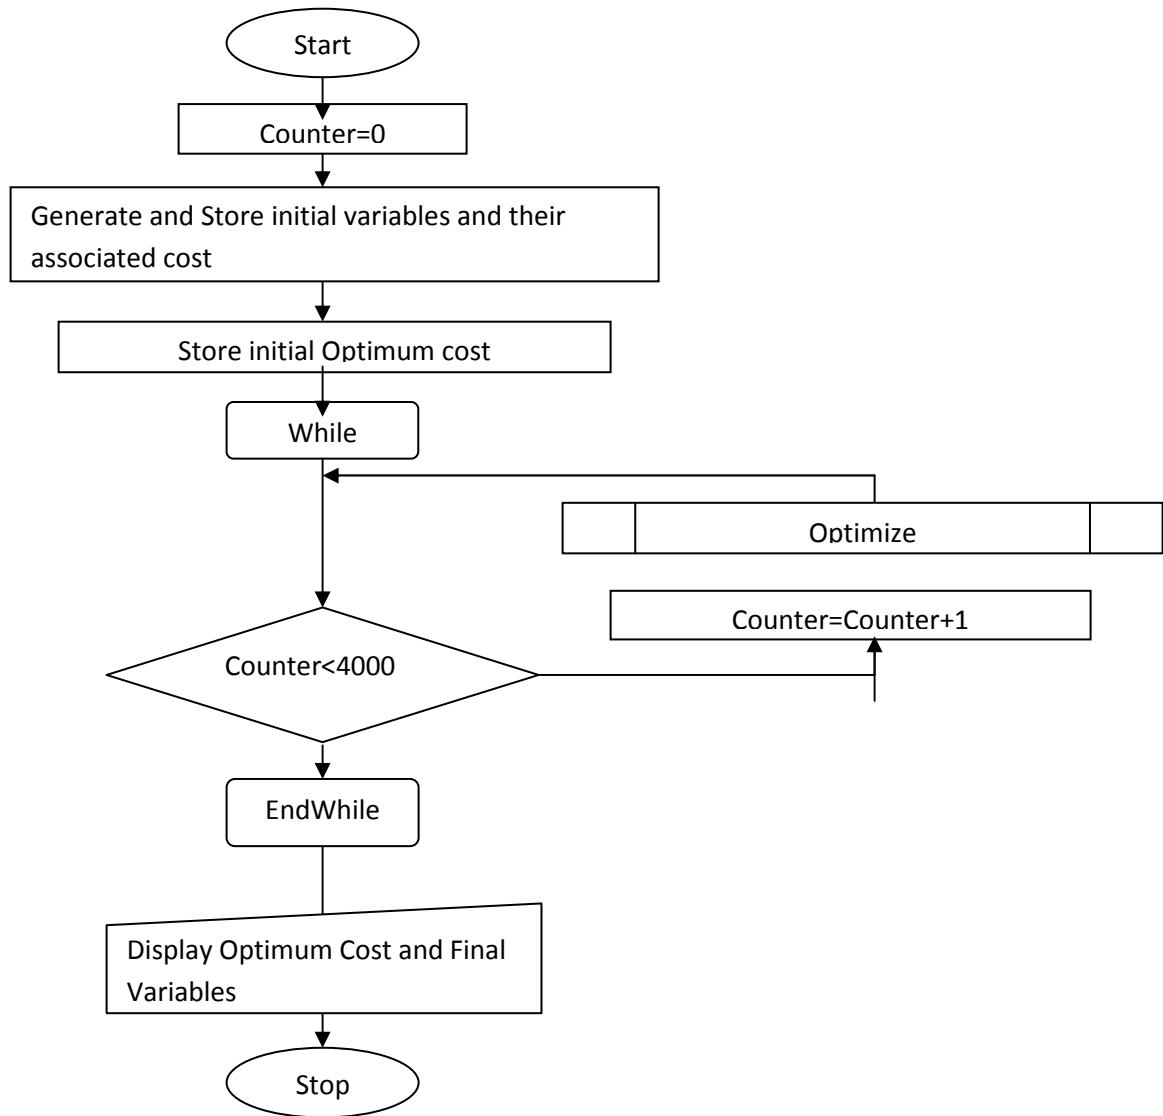 Start
Counter=0
Generate and Store initial variables and their
associated cost
Store initial Optimum cost
While
Optimize
Counter=Counter+1
Counter<4000
EndWhile
Display Optimum Cost and Final
Variables
Stop